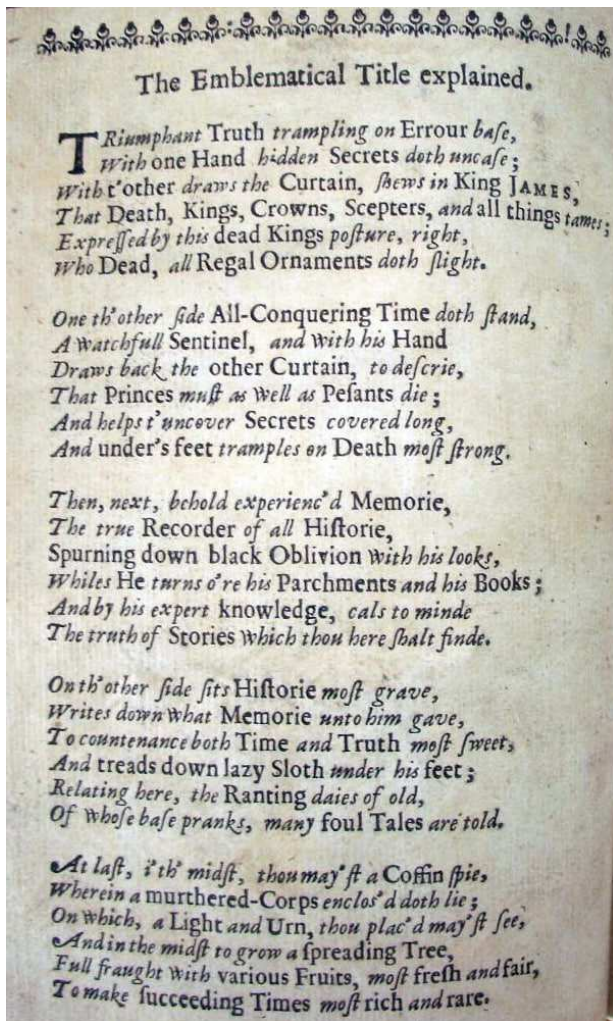 The Emblematical Title explained.
TRiumphant Truth trampling on Errour baſe,
With one Hand hidden Secrets doth uncaſe;
With t'other draws the Curtain, ſhews in King JAMES,
That Death, Kings, Crowns, Scepters, and all things tames;
Expreſſed by this dead Kings poſture, right,
Who Dead, all Regal Ornaments doth ſlight.
One th' other ſide All-Conquering Time doth ſtand,
A Watchfull Sentinel, and with his Hand
Draws back the other Curtain, to deſcrie,
That Princes muſt as well as Peſants die;
And helps t'uncover Secrets covered long,
And under's feet tramples on Death moſt ſtrong.
Then, next, behold experienc'd Memorie,
The true Recorder of all Hiſtorie,
Spurning down black Oblivion with his looks,
Whiles He turns o're his Parchments and his Books;
And by his expert knowledge, cals to minde
The truth of Stories which thou here ſhalt finde.
On th' other ſide ſits Hiſtorie moſt grave,
Writes down what Memorie unto him gave,
To countenance both Time and Truth moſt ſweet,
And treads down lazy Sloth under his feet;
Relating here, the Ranting daies of old,
Of whoſe baſe pranks, many foul Tales are told.
At laſt, i'th' midſt, thou may'ſt a Coffin ſpie,
Wherein a murthered-Corps enclos'd doth lie;
On which, a Light and Urn, thou plac'd may'ſt ſee,
And in the midſt to grow a ſpreading Tree,
Full fraught with various Fruits, moſt freſh and fair,
To make ſucceeding Times moſt rich and rare.